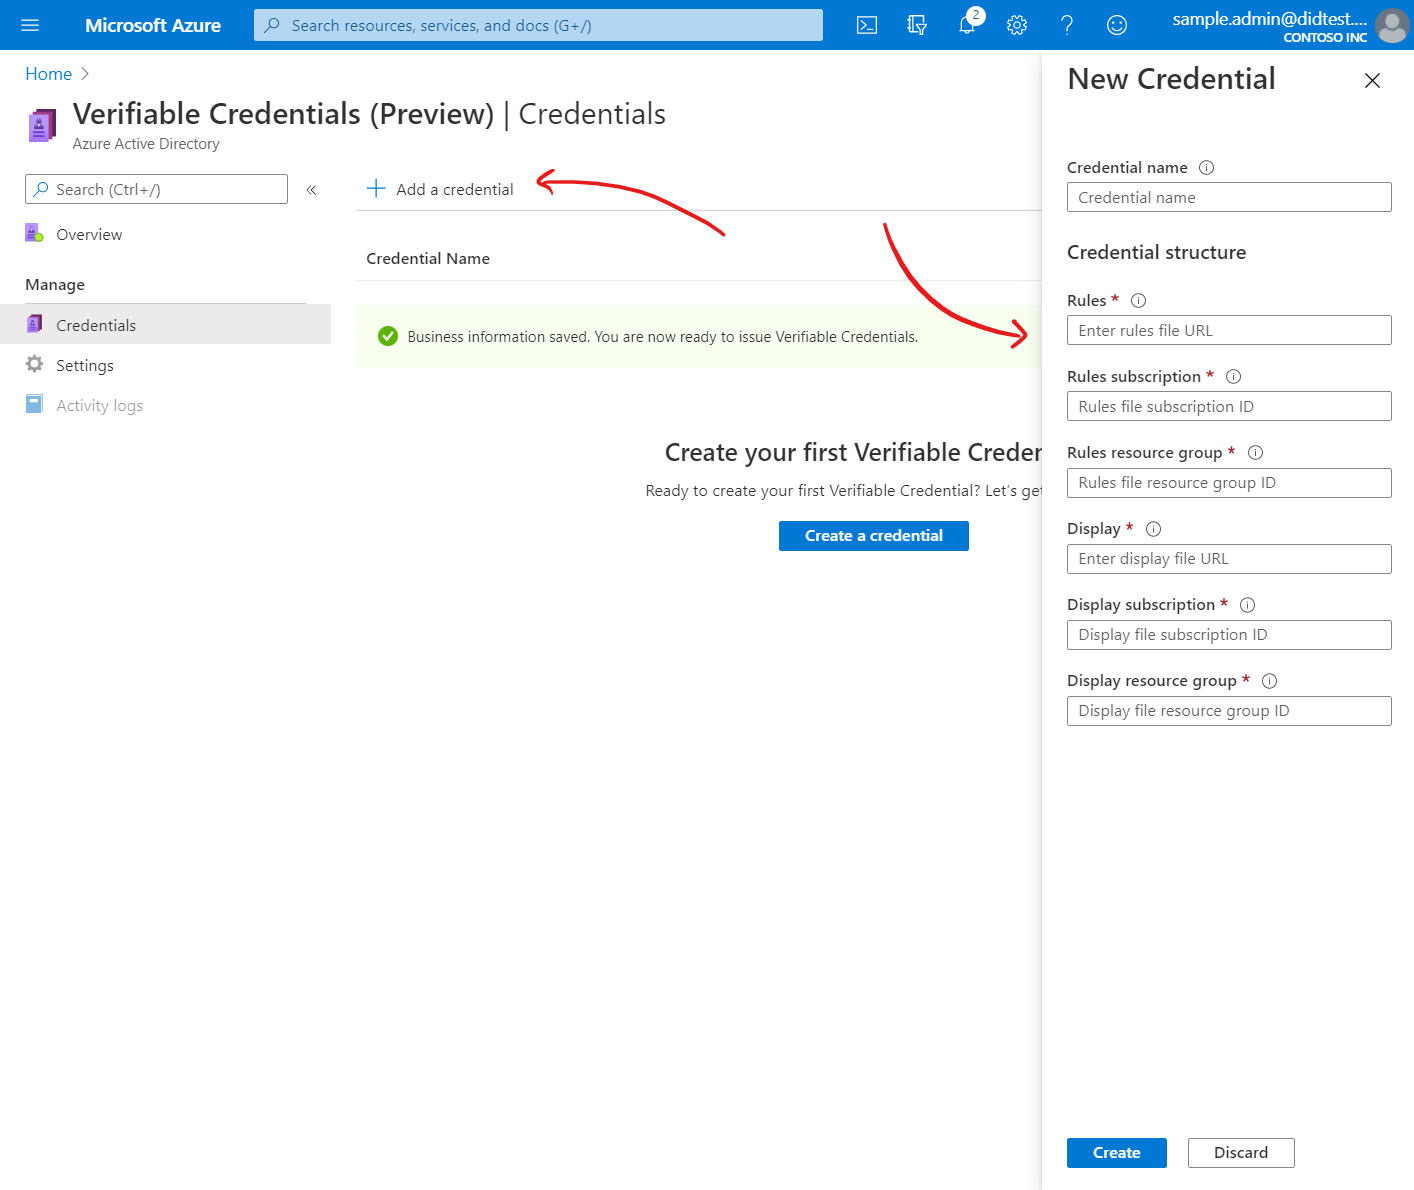 Microsoft Azure
Search resources, services, and docs (G+/)
2
sample.admin@didtest....
CONTOSO INC
Home
Verifiable Credentials (Preview) | Credentials
Azure Active Directory
Search (Ctrl+/)
«
Overview
Manage
Credentials
Settings
Activity logs
Add a credential
Credential Name
Business information saved. You are now ready to issue Verifiable Credentials.
Create your first Verifiable Creden
Ready to create your first Verifiable Credential? Let's get
Create a credential
New Credential
Credential name
Credential name
Credential structure
Rules *
Enter rules file URL
Rules subscription *
Rules file subscription ID
Rules resource group *
Rules file resource group ID
Display *
Enter display file URL
Display subscription *
Display file subscription ID
Display resource group *
Display file resource group ID
Create
Discard